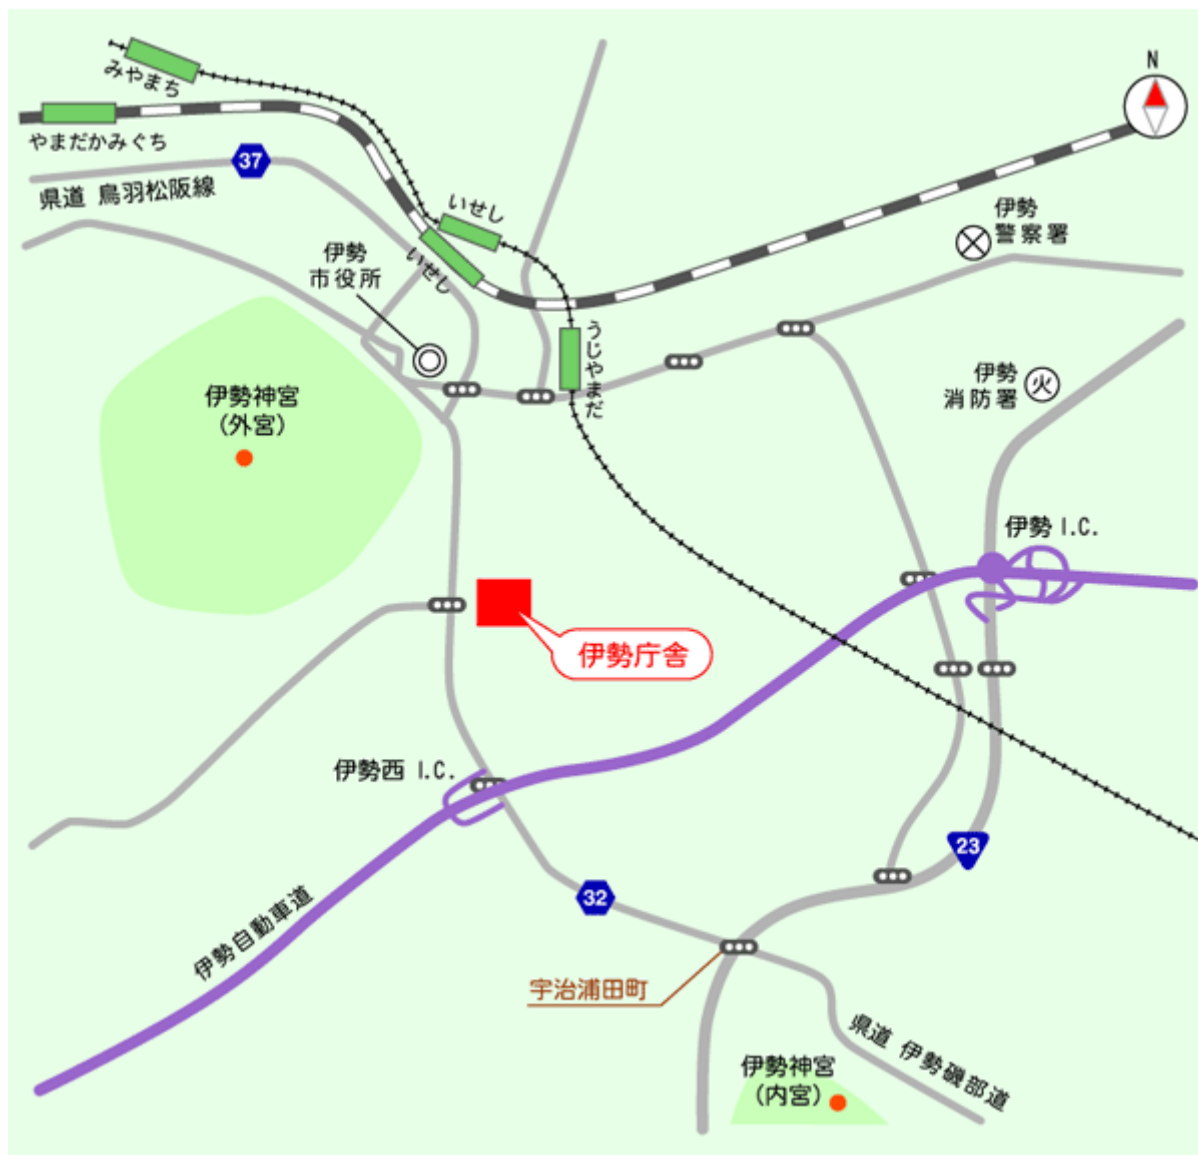 みやまち
N
やまだかみぐち
37
県道 鳥羽松阪線
いせし
いせし
伊勢
警察署
伊勢
市役所
うじやまだ
伊勢
消防署
火
伊勢神宮
（外宮）
伊勢 I.C.
伊勢庁舎
伊勢西 I.C.
23
32
伊勢自動車道
宇治浦田町
県道 伊勢磯部道
伊勢神宮
（内宮）